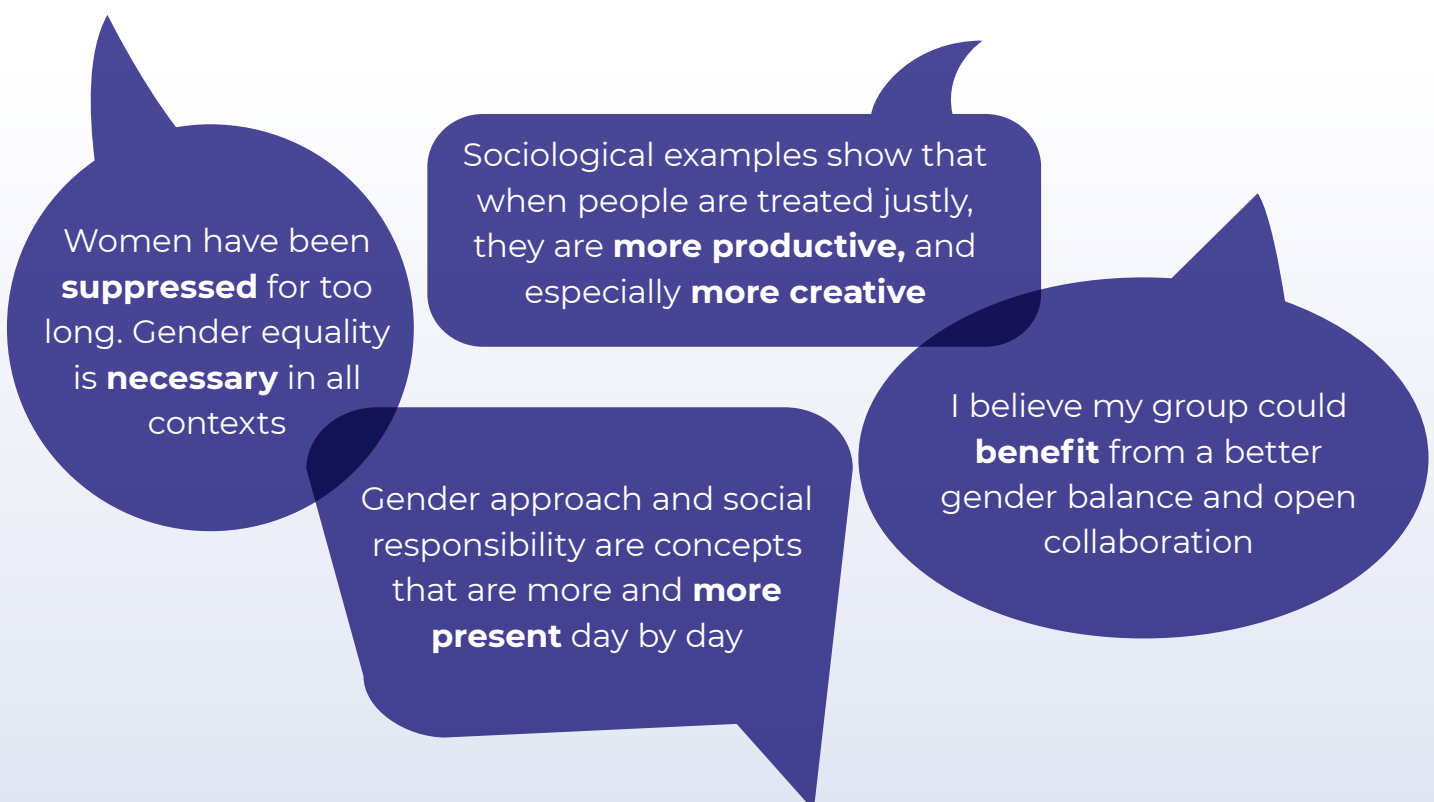 Women have been
suppressed for too
long. Gender equality
is necessary in all
contexts
Sociological examples show that
when people are treated justly,
they are more productive, and
especially more creative
Gender approach and social
responsibility are concepts
that are more and more
present day by day
I believe my group could
benefit from a better
gender balance and open
collaboration